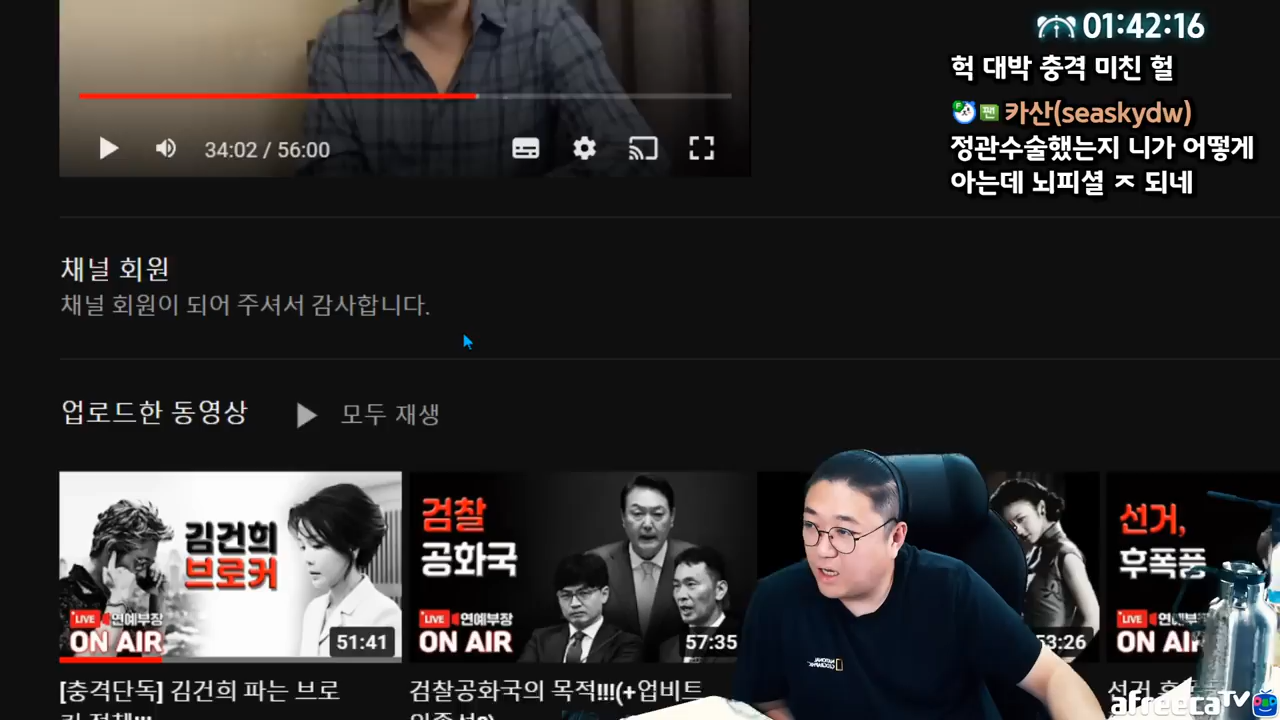 01:42:16
헉 대박 충격 미친 헐
팬 카산(seaskydw)
정관수술했는지 니가 어떻게
아는데 뇌피셜 ㅈ 되네
34:02 / 56:00
채널 회원
채널 회원이 되어 주셔서 감사합니다.
업로드한 동영상
모두 재생
김건희
브로커
LIVE 연예부장
ON AIR
51:41
검찰
공화국
LIVE 연예부장
ON AIR
57:35
53:26
선거,
후폭풍
LIVE
ON AIR
[충격단독] 김건희 파는 브로
검찰공화국의 목적!!!(+업비트
NATIONAL
GEOGRAPHIC
afreecaTV